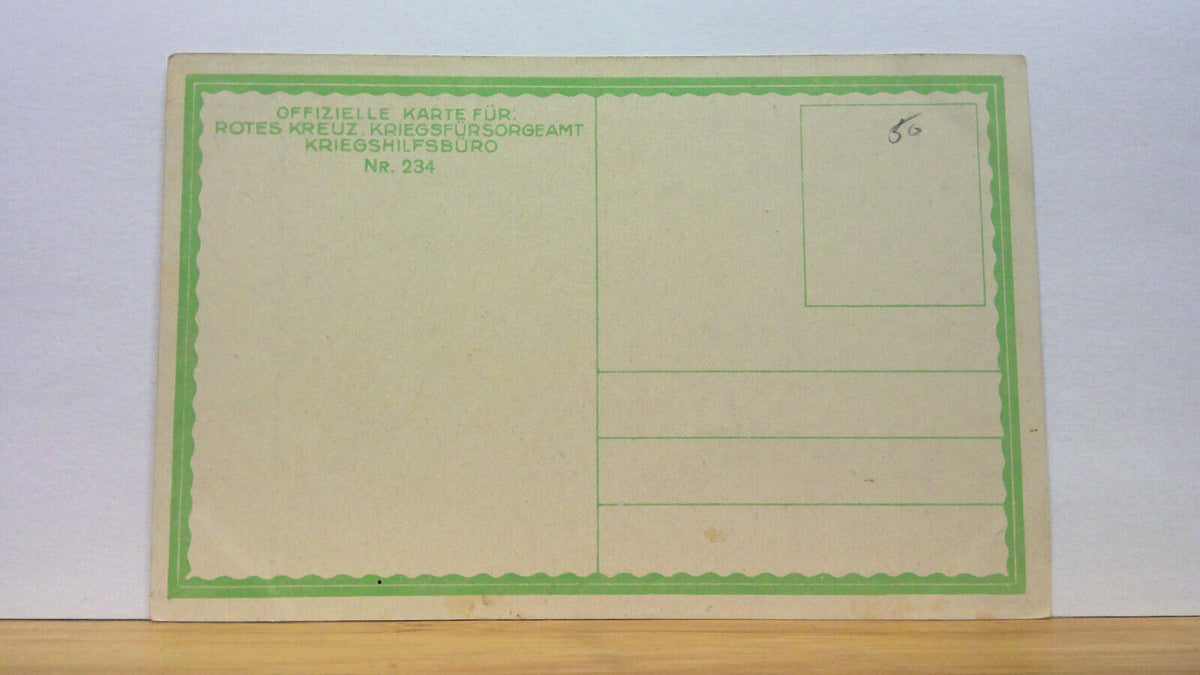 OFFIZIELLE KARTE FÜR:
ROTES KREUZ, KRIEGSFÜRSORGEAMT
KRIEGSHILFSBÜRO
NR. 234
50